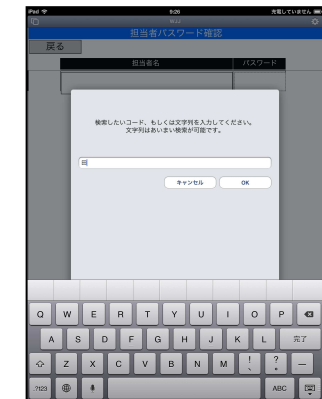 iPad
9:26
充電していません
担当者パスワード確認
戻る
担当者名
パスワード
検索したいコード、もしくは文字列を入力してください。
文字列はあいまい検索が可能です。
キャンセル
OK
Q W E R T Y U I O P
A S D F G H J K L 完了
Z X C V B N M ! 、 ? 。 ー
.?123
ABC